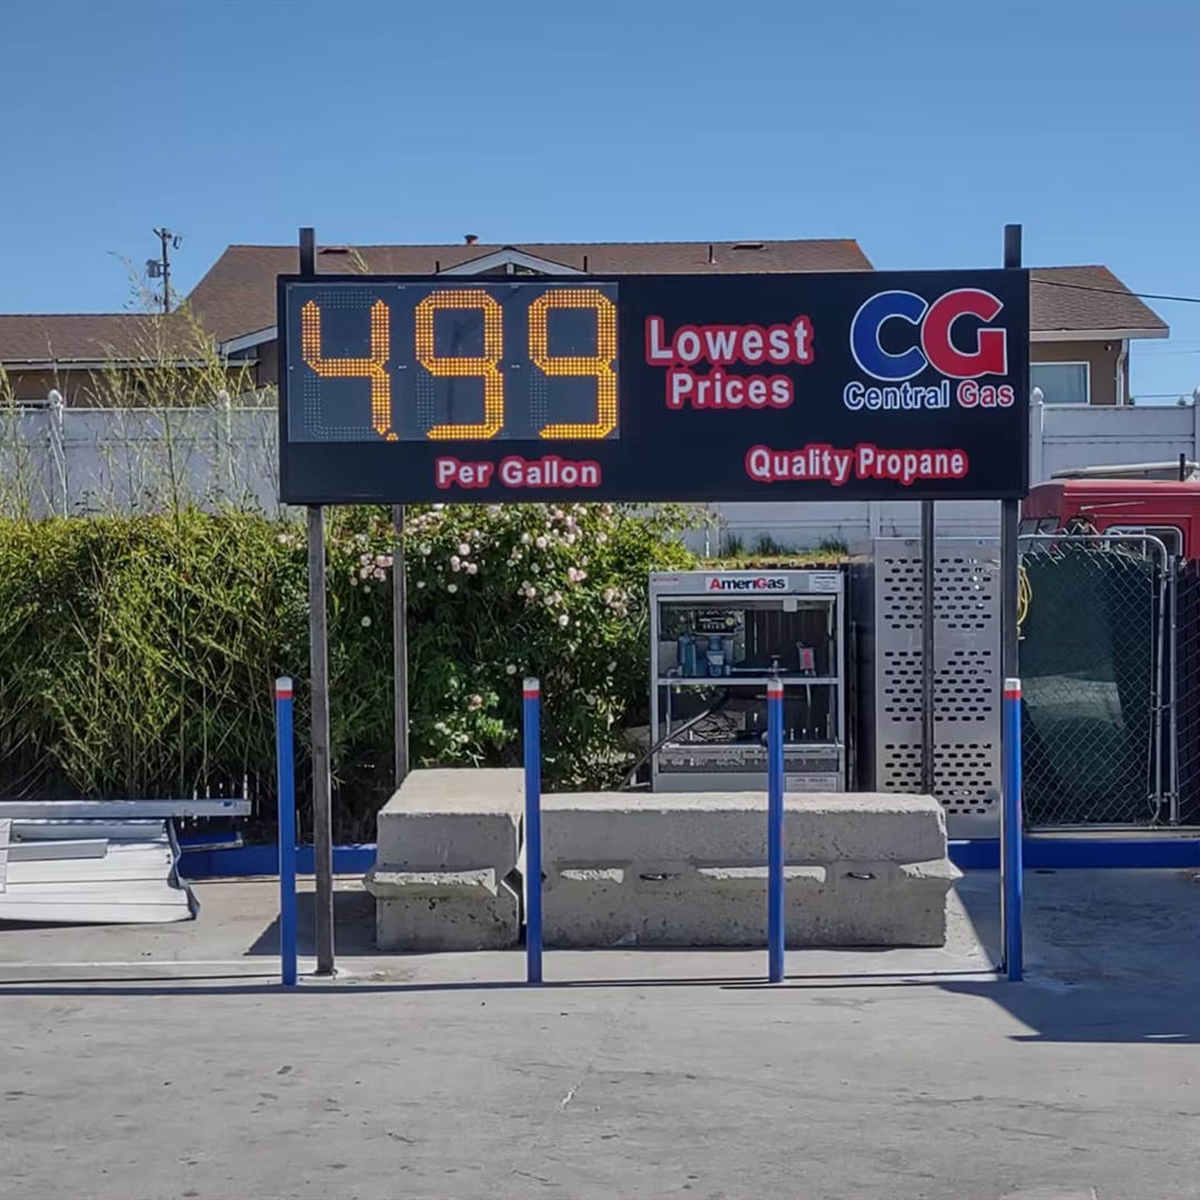 4.99
Lowest
Prices
CG
Central Gas
Per Gallon
Quality Propane
AmeriGas